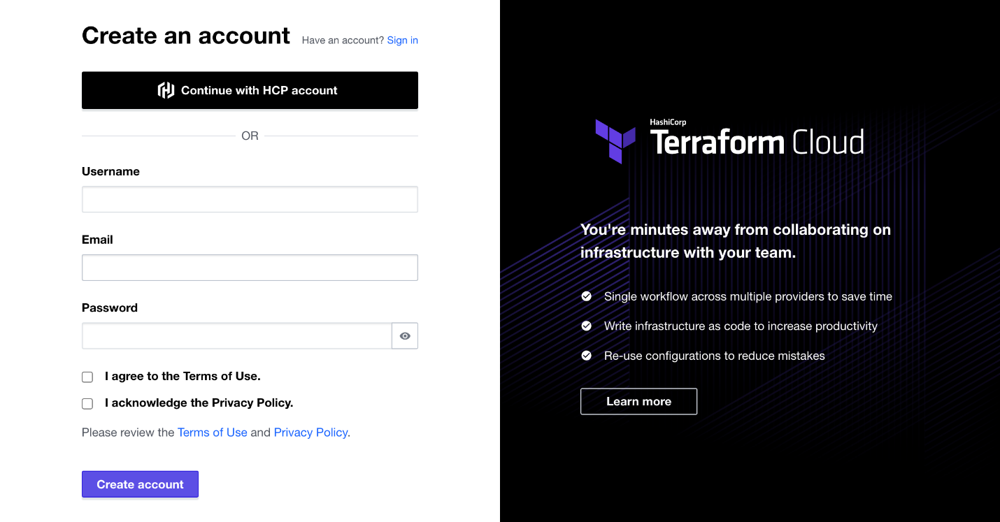 Create an account Have an account? Sign in
Continue with HCP account
OR
Username
Email
Password
I agree to the Terms of Use.
I acknowledge the Privacy Policy.
Please review the Terms of Use and Privacy Policy.
Create account
HashiCorp
Terraform Cloud
You're minutes away from collaborating on
infrastructure with your team.
Single workflow across multiple providers to save time
Write infrastructure as code to increase productivity
Re-use configurations to reduce mistakes
Learn more